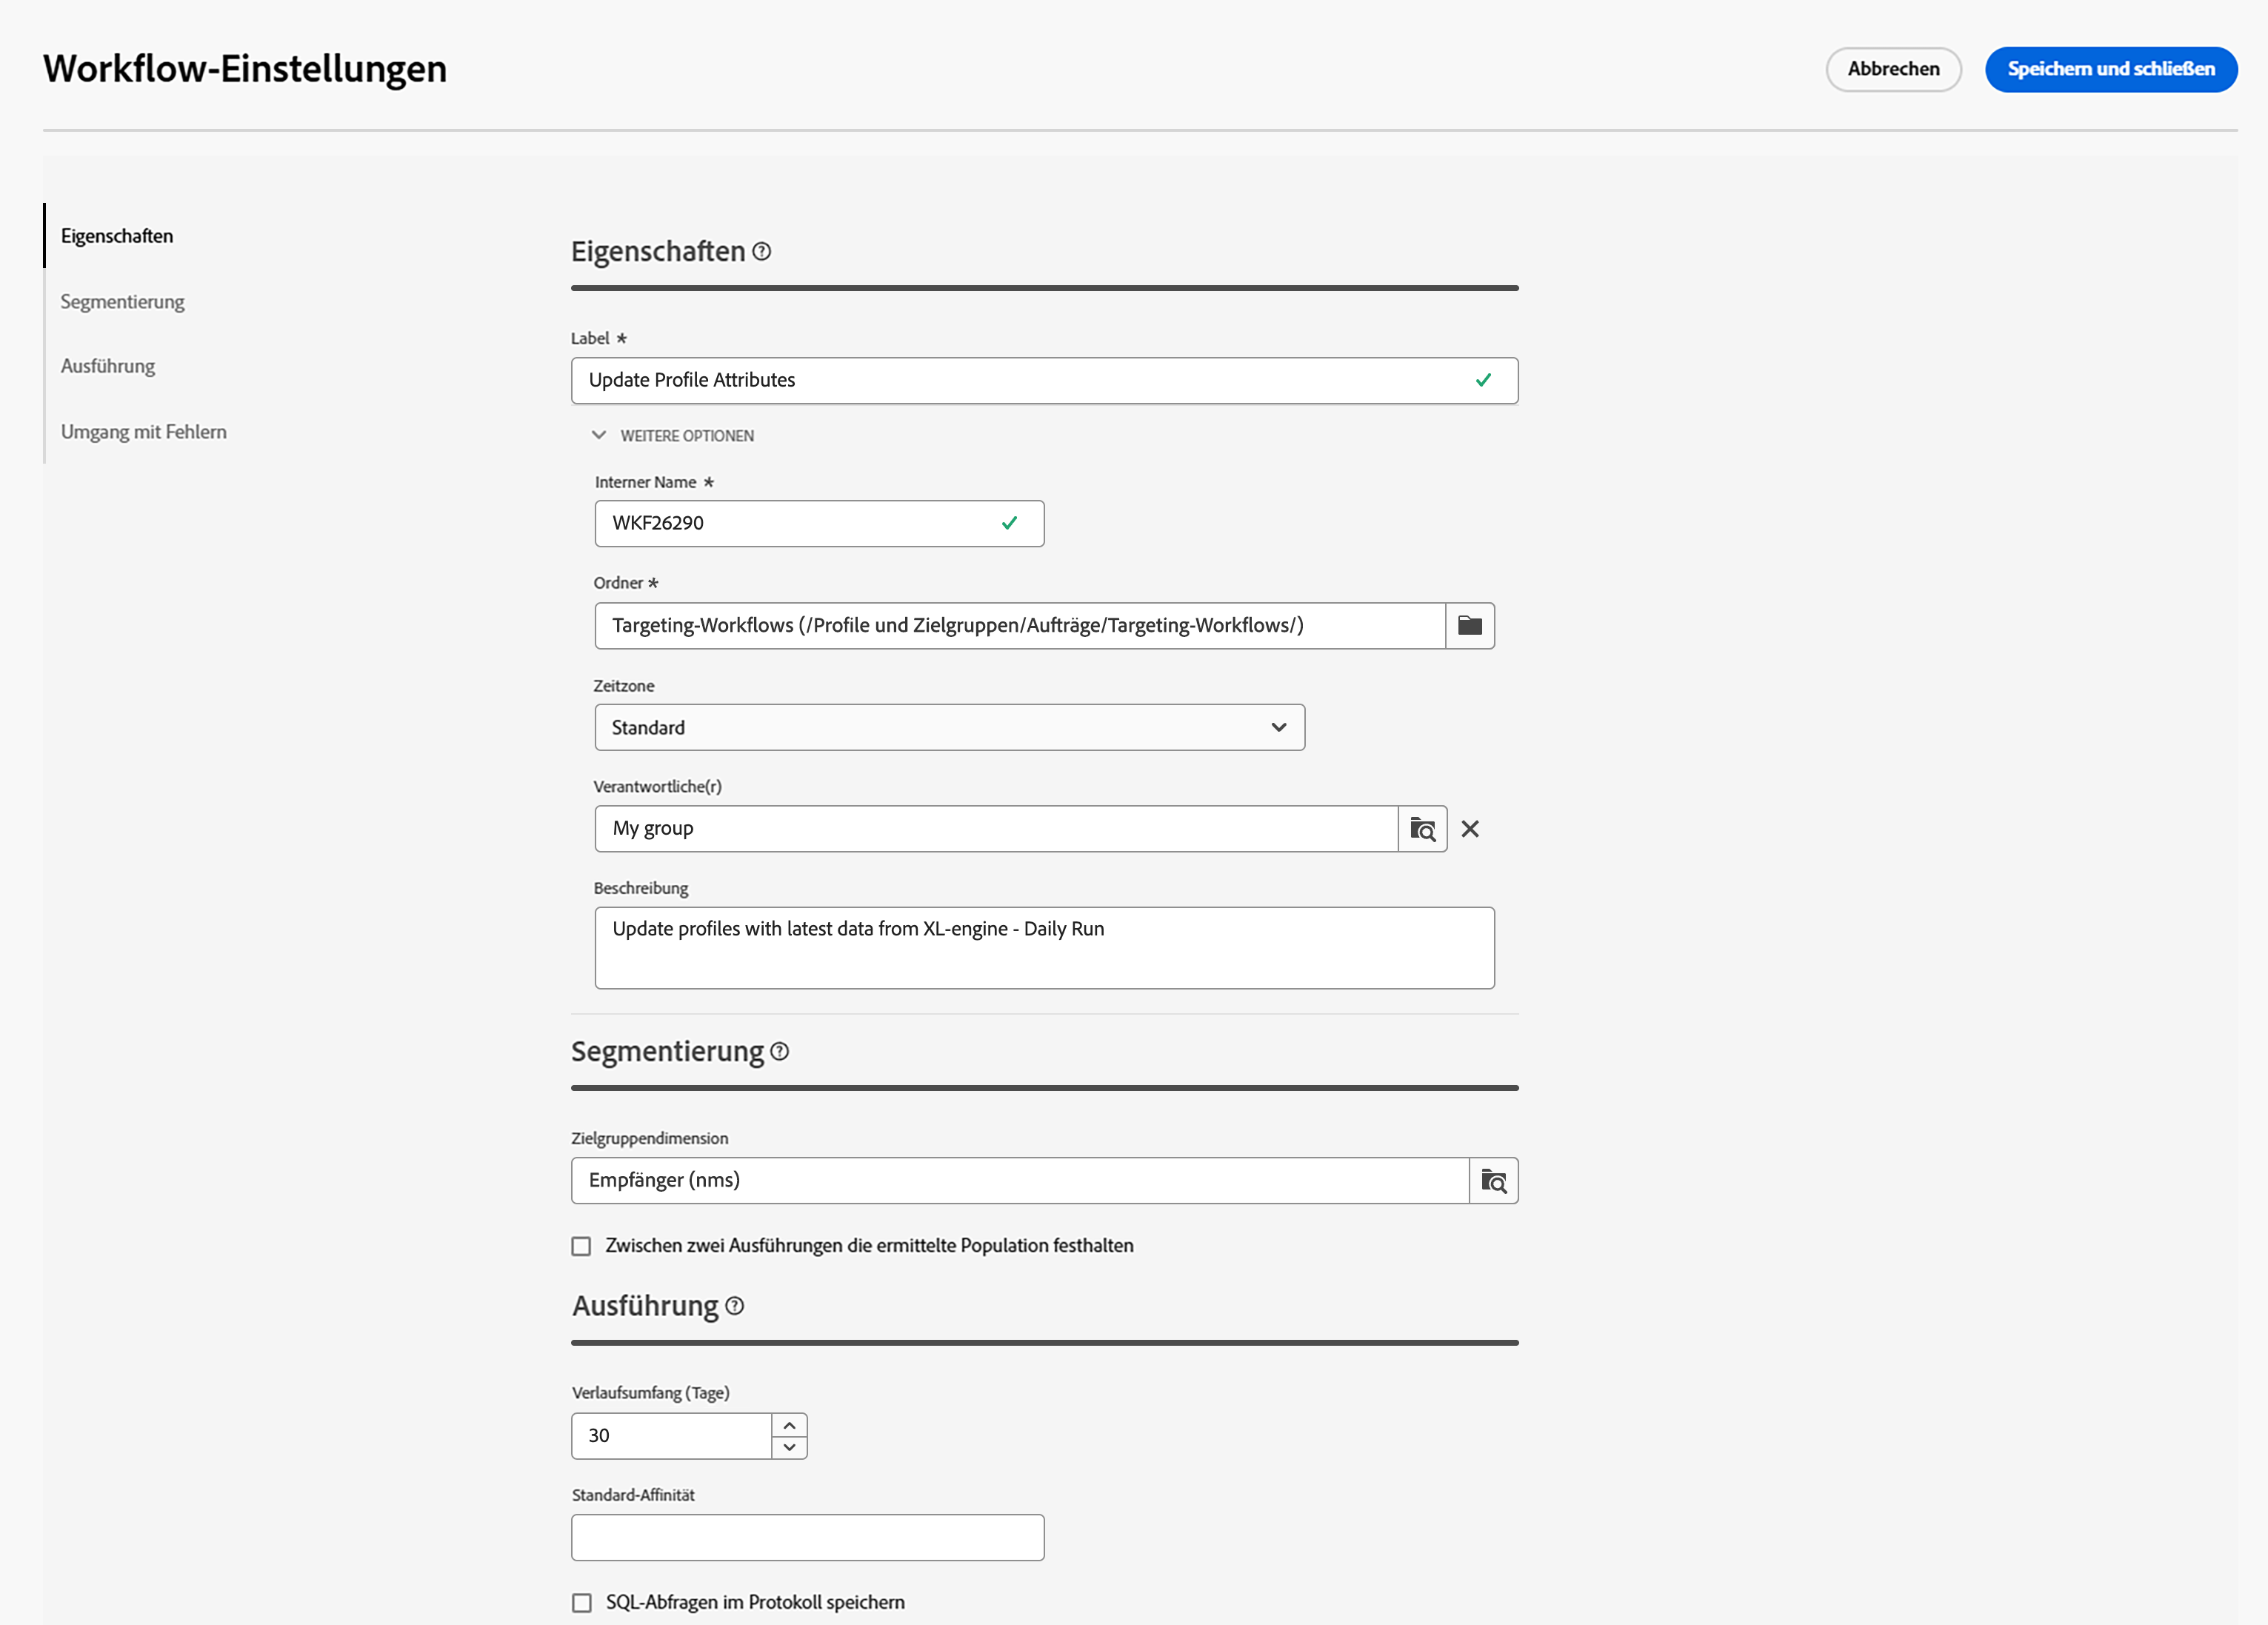 Workflow-Einstellungen
Abbrechen
Speichern und schließen
Eigenschaften
Segmentierung
Ausführung
Umgang mit Fehlern
Eigenschaften
Label *
Update Profile Attributes
WEITERE OPTIONEN
Interner Name *
WKF26290
Ordner *
Targeting-Workflows (/Profile und Zielgruppen/Aufträge/Targeting-Workflows/)
Zeitzone
Standard
Verantwortliche(r)
My group
Beschreibung
Update profiles with latest data from XL-engine - Daily Run
Segmentierung
Zielgruppendimension
Empfänger (nms)
Zwischen zwei Ausführungen die ermittelte Population festhalten
Ausführung
Verlaufsumfang (Tage)
30
Standard-Affinität
SQL-Abfragen im Protokoll speichern